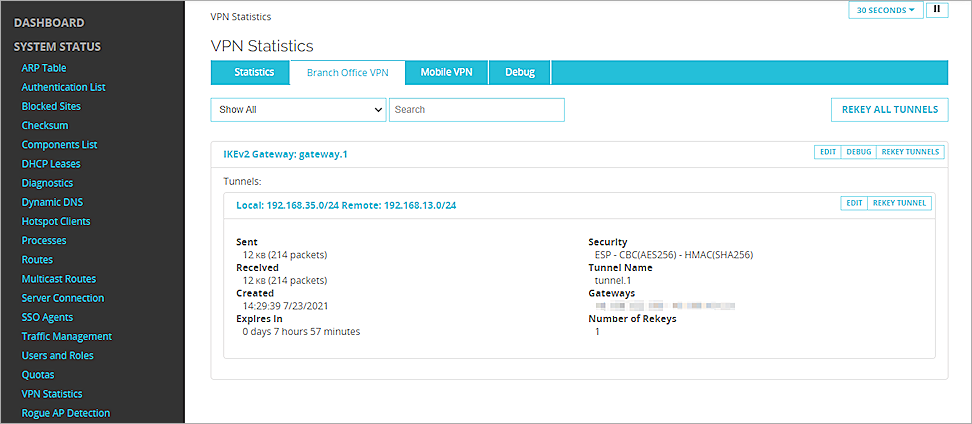 DASHBOARD
SYSTEM STATUS
ARP Table
Authentication List
Blocked Sites
Checksum
Components List
DHCP Leases
Diagnostics
Dynamic DNS
Hotspot Clients
Processes
Routes
Multicast Routes
Server Connection
SSO Agents
Traffic Management
Users and Roles
Quotas
VPN Statistics
Rogue AP Detection
VPN Statistics
30 SECONDS
VPN Statistics
Statistics Branch Office VPN Mobile VPN Debug
Show All Search REKEY ALL TUNNELS
IKEv2 Gateway: gateway.1 EDIT DEBUG REKEY TUNNELS
Tunnels:
Local: 192.168.35.0/24 Remote: 192.168.13.0/24 EDIT REKEY TUNNEL
Sent
12 KB (214 packets)
Received
12 KB (214 packets)
Created
14:29:39 7/23/2021
Expires In
0 days 7 hours 57 minutes
Security
ESP - CBC(AES256) - HMAC(SHA256)
Tunnel Name
tunnel.1
Gateways
Number of Rekeys
1